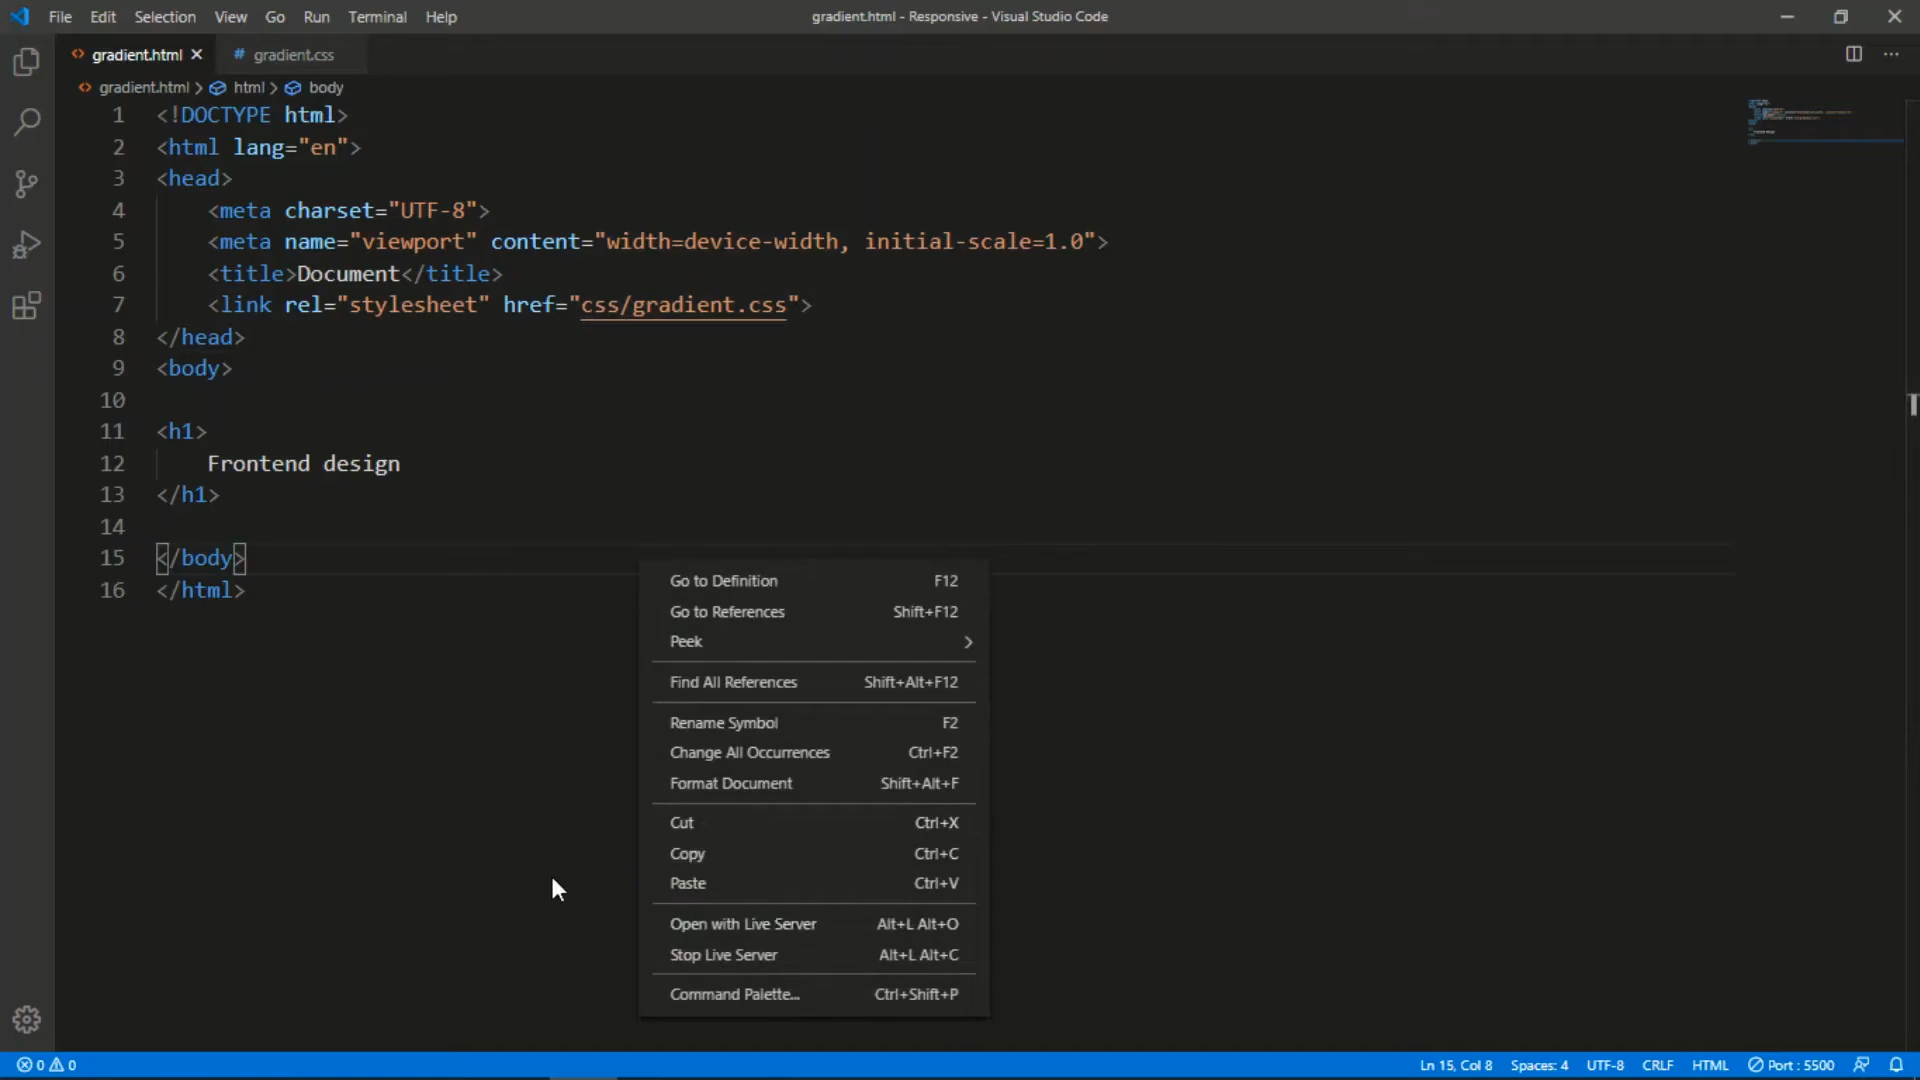 File Edit Selection View Go Run Terminal Help
gradient.html - Responsive - Visual Studio Code
gradient.html
# gradient.css
gradient.html > html > body
1 <!DOCTYPE html>
2 <html lang="en">
3 <head>
4 <meta charset="UTF-8">
5 <meta name="viewport" content="width=device-width, initial-scale=1.0">
6 <title>Document</title>
7 <link rel="stylesheet" href="css/gradient.css">
8 </head>
9 <body>
10
11 <h1>
12 Frontend design
13 </h1>
14
15 </body>
16 </html>
Go to Definition F12
Go to References Shift+F12
Peek
Find All References Shift+Alt+F12
Rename Symbol F2
Change All Occurrences Ctrl+F2
Format Document Shift+Alt+F
Cut Ctrl+X
Copy Ctrl+C
Paste Ctrl+V
Open with Live Server Alt+L Alt+O
Stop Live Server Alt+L Alt+C
Command Palette... Ctrl+Shift+P
0 0 Ln 15, Col 8 Spaces: 4 UTF-8 CRLF HTML Port : 5500